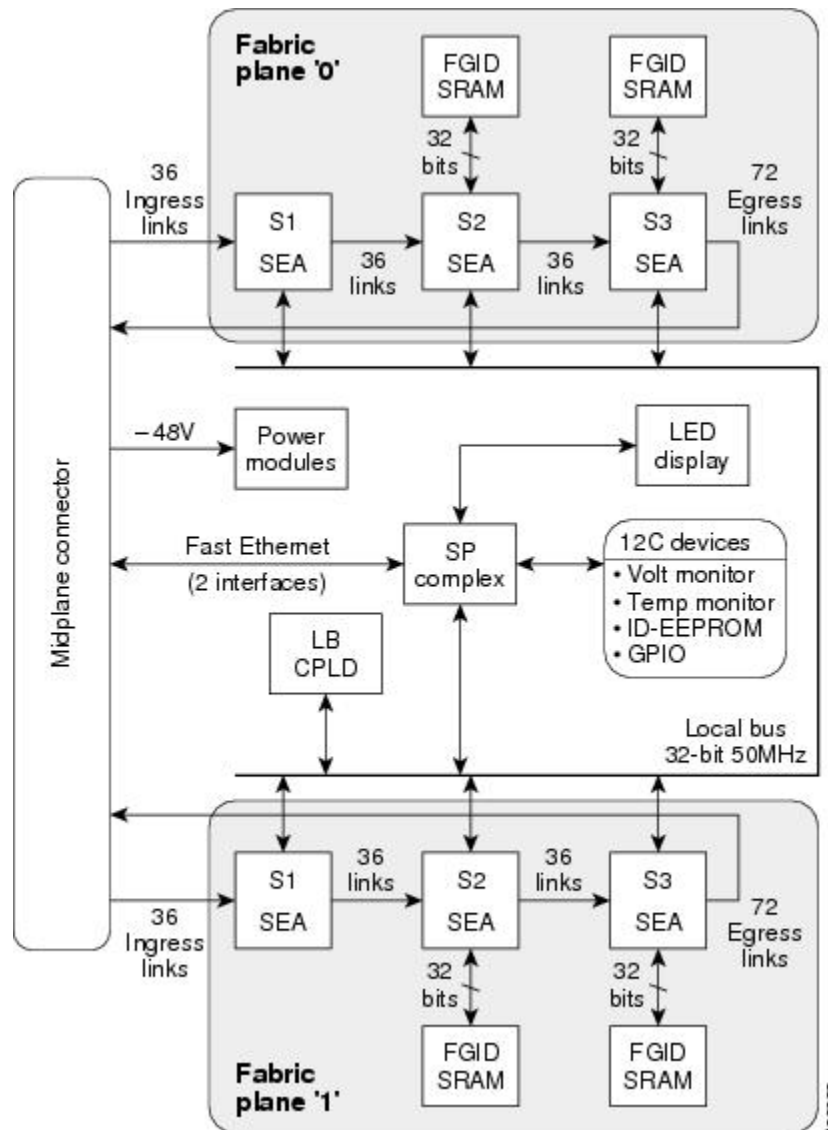 Fabric
plane '0'
FGID
SRAM
FGID
SRAM
32
bits
32
bits
36
Ingress
links
72
Egress
links
S1
SEA
36
links
S2
SEA
36
links
S3
SEA
Midplane connector
–48V
Power
modules
LED
display
Fast Ethernet
(2 interfaces)
SP
complex
12C devices
• Volt monitor
• Temp monitor
• ID-EEPROM
• GPIO
LB
CPLD
Local bus
32-bit 50MHz
36
Ingress
links
S1
SEA
36
links
S2
SEA
36
links
S3
SEA
72
Egress
links
32
bits
32
bits
FGID
SRAM
FGID
SRAM
Fabric
plane '1'